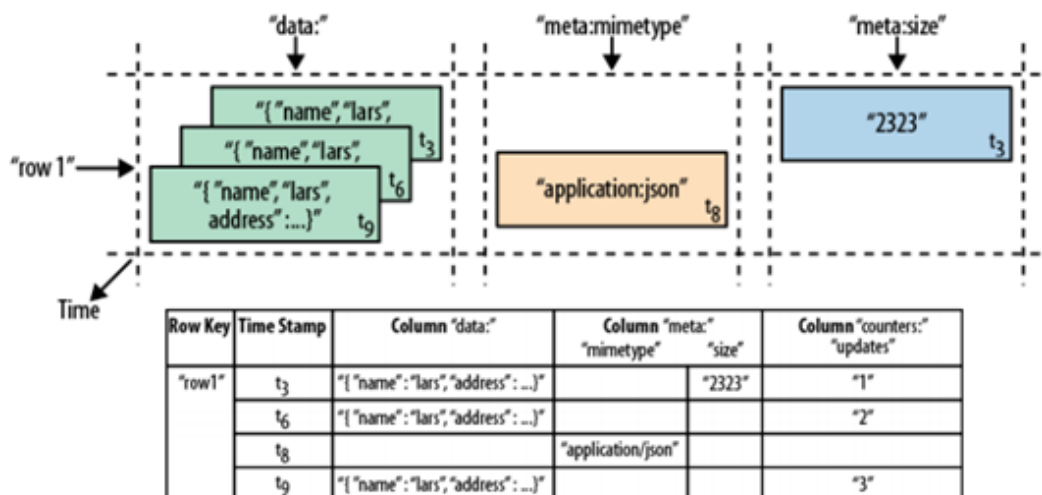 “data:” “meta:mimetype” “meta:size”
“{ “name”, “lars”,
t3
“{ “name”, “lars”,
t6
“{ “name”, “lars”,
address” :...}”
t9
“row 1”
“application:json”
t8
“2323”
t3
Time
Row Key Time Stamp Column “data:” Column “meta:” Column “counters:”
“mimetype” “size” “updates”
“row1” t3 “{ “name” : “lars”, “address” : ...}” “2323” “1”
t6 “{ “name” : “lars”, “address” : ...}” “2”
t8 “application/json”
t9 “{ “name” : “lars”, “address” : ...}” “3”